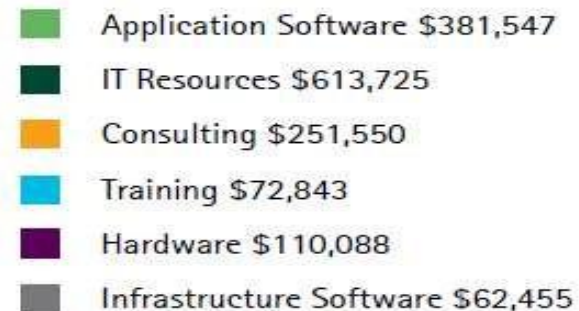 Application Software $381,547
IT Resources $613,725
Consulting $251,550
Training $72,843
Hardware $110,088
Infrastructure Software $62,455